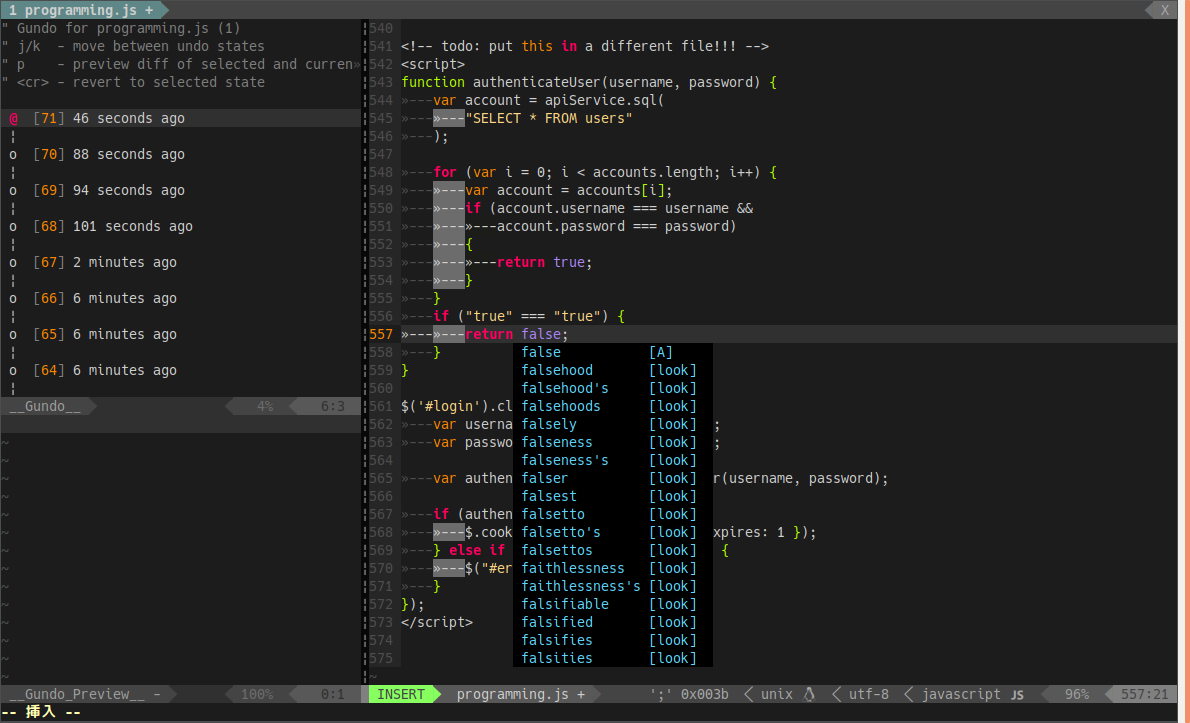 1 programming.js + X
" Gundo for programming.js (1)
" j/k  - move between undo states
" p    - preview diff of selected and curren»
" <cr> - revert to selected state
@  [71] 46 seconds ago
¦
o  [70] 88 seconds ago
¦
o  [69] 94 seconds ago
¦
o  [68] 101 seconds ago
¦
o  [67] 2 minutes ago
¦
o  [66] 6 minutes ago
¦
o  [65] 6 minutes ago
¦
o  [64] 6 minutes ago
¦
__Gundo__ 4% 6:3
~
~
~
~
~
~
~
~
~
~
~
~
~
~
__Gundo_Preview__ - 100% 0:1
540
541 <!-- todo: put this in a different file!!! -->
542 <script>
543 function authenticateUser(username, password) {
544 »---var account = apiService.sql(
545 »---»---"SELECT * FROM users"
546 »---);
547
548 »---for (var i = 0; i < accounts.length; i++) {
549 »---»---var account = accounts[i];
550 »---»---if (account.username === username &&
551 »---»---»---account.password === password)
552 »---»---{
553 »---»---»---return true;
554 »---»---}
555 »---}
556 »---if ("true" === "true") {
557 »---»---return false;
558 »---} false [A]
559 } falsehood [look]
560 falsehood's [look]
561 $('#login').cl falsehoods [look]
562 »---var userna falsely [look] ;
563 »---var passwo falseness [look] ;
564 falseness's [look]
565 »---var authen falser [look] r(username, password);
566 falsest [look]
567 »---if (authen falsetto [look]
568 »---»---$.cook falsetto's [look] xpires: 1 });
569 »---} else if falsettos [look] {
570 »---»---$("#er faithlessness [look]
571 »---} faithlessness's [look]
572 }); falsifiable [look]
573 </script> falsified [look]
574 falsifies [look]
575 falsities [look]
~
INSERT programming.js + ';' 0x003b < unix < utf-8 < javascript JS 96% 557:21
-- 挿入 --